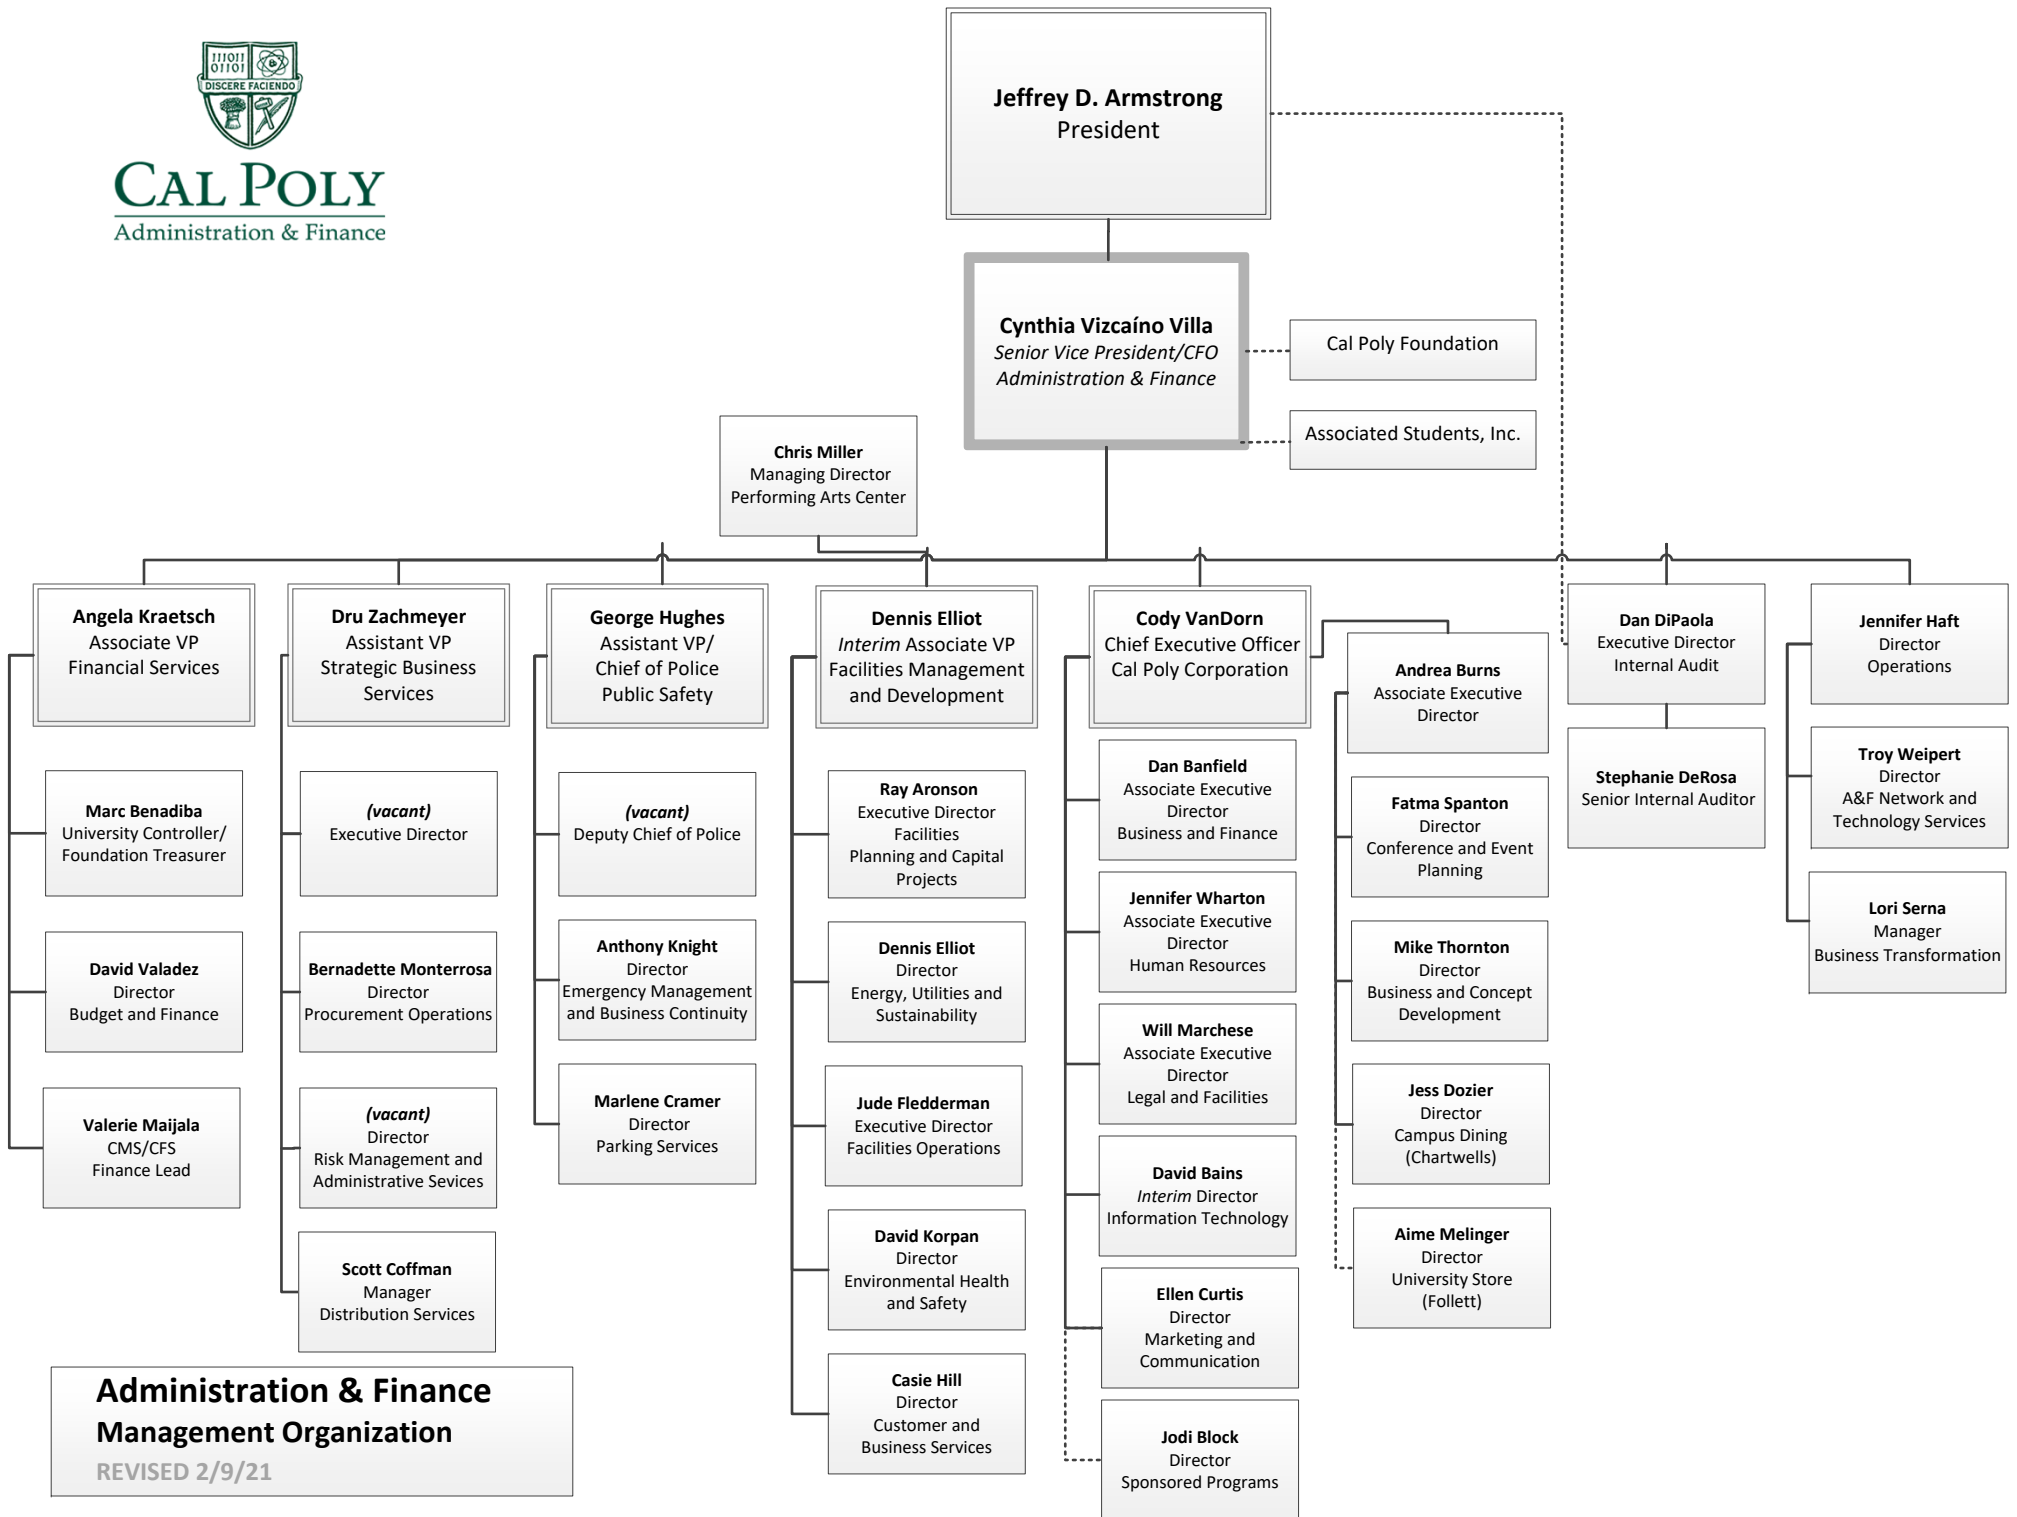 111011
01101
DISCERE FACIENDO
CAL POLY
Administration & Finance
Jeffrey D. Armstrong
President
Cynthia Vizcaíno Villa
Senior Vice President/CFO
Administration & Finance
Cal Poly Foundation
Associated Students, Inc.
Chris Miller
Managing Director
Performing Arts Center
Angela Kraetsch
Associate VP
Financial Services
Marc Benadiba
University Controller/
Foundation Treasurer
David Valadez
Director
Budget and Finance
Valerie Maijala
CMS/CFS
Finance Lead
Dru Zachmeyer
Assistant VP
Strategic Business
Services
(vacant)
Executive Director
Bernadette Monterrosa
Director
Procurement Operations
(vacant)
Director
Risk Management and
Administrative Sevices
Scott Coffman
Manager
Distribution Services
George Hughes
Assistant VP/
Chief of Police
Public Safety
(vacant)
Deputy Chief of Police
Anthony Knight
Director
Emergency Management
and Business Continuity
Marlene Cramer
Director
Parking Services
Dennis Elliot
Interim Associate VP
Facilities Management
and Development
Ray Aronson
Executive Director
Facilities
Planning and Capital
Projects
Dennis Elliot
Director
Energy, Utilities and
Sustainability
Jude Fledderman
Executive Director
Facilities Operations
David Korpan
Director
Environmental Health
and Safety
Casie Hill
Director
Customer and
Business Services
Cody VanDorn
Chief Executive Officer
Cal Poly Corporation
Dan Banfield
Associate Executive
Director
Business and Finance
Jennifer Wharton
Associate Executive
Director
Human Resources
Will Marchese
Associate Executive
Director
Legal and Facilities
David Bains
Interim Director
Information Technology
Ellen Curtis
Director
Marketing and
Communication
Jodi Block
Director
Sponsored Programs
Andrea Burns
Associate Executive
Director
Fatma Spanton
Director
Conference and Event
Planning
Mike Thornton
Director
Business and Concept
Development
Jess Dozier
Director
Campus Dining
(Chartwells)
Aime Melinger
Director
University Store
(Follett)
Dan DiPaola
Executive Director
Internal Audit
Stephanie DeRosa
Senior Internal Auditor
Jennifer Haft
Director
Operations
Troy Weipert
Director
A&F Network and
Technology Services
Lori Serna
Manager
Business Transformation
Administration & Finance
Management Organization
REVISED 2/9/21